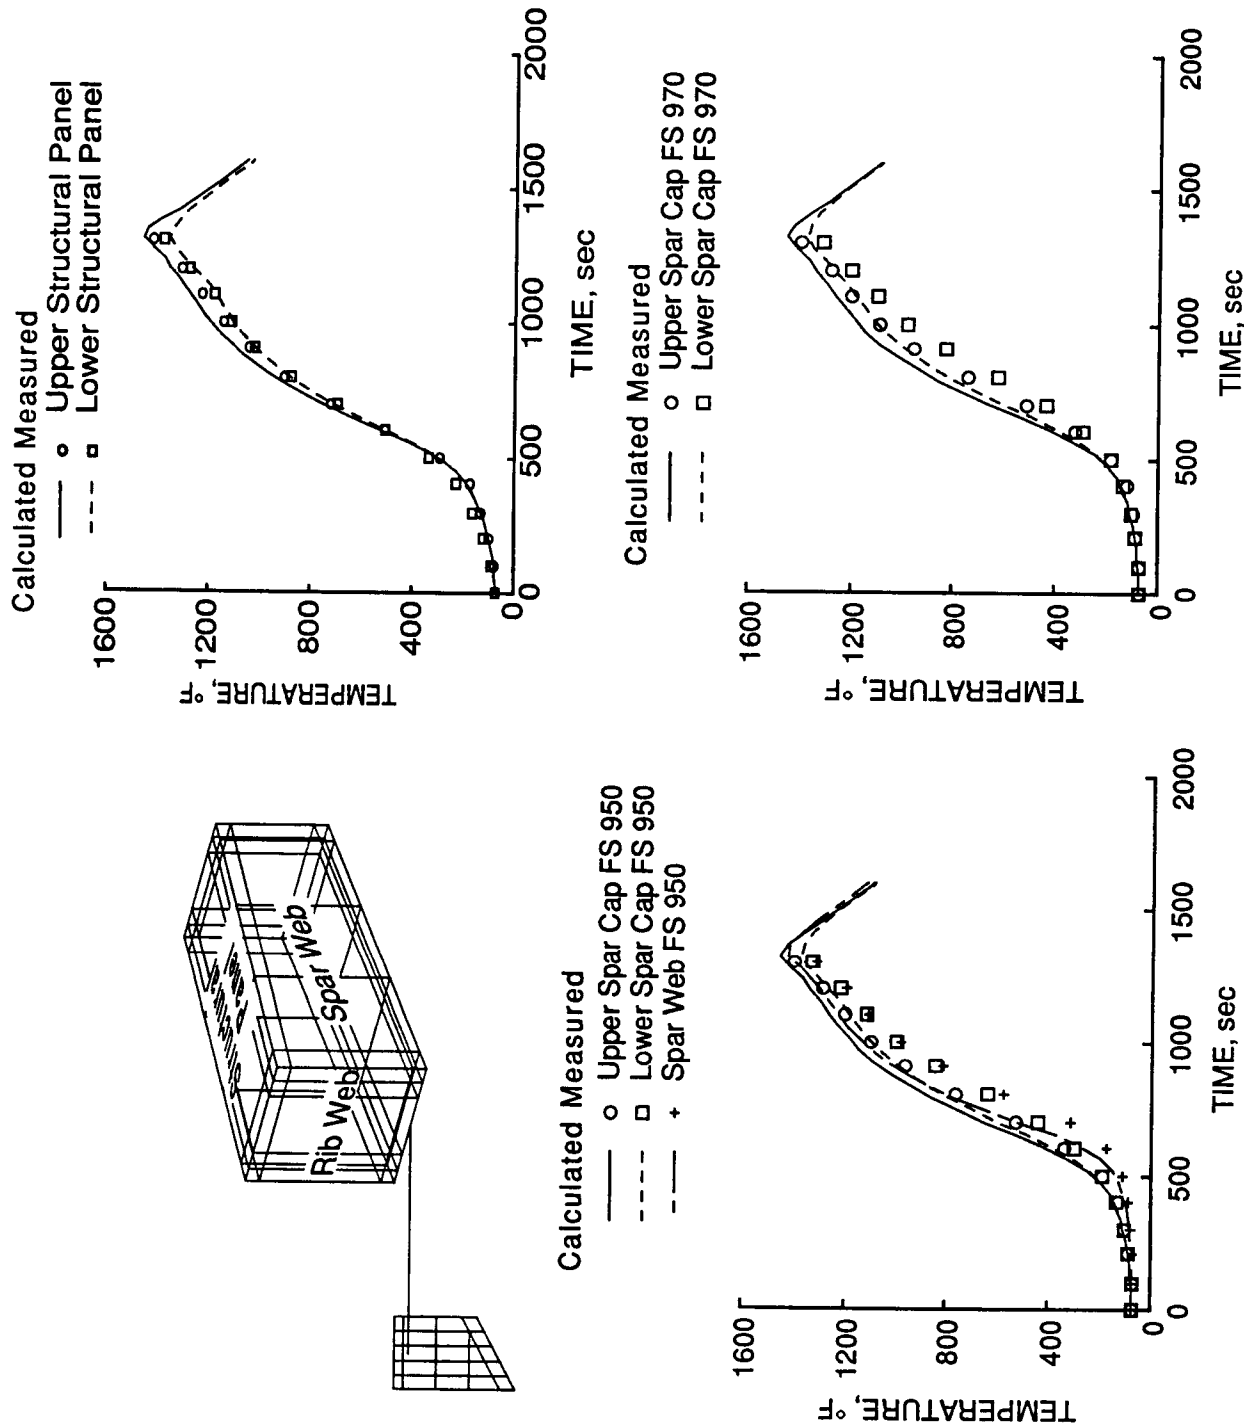 Rib Web
Spar Web
Calculated Measured
Upper Structural Panel
Lower Structural Panel
TEMPERATURE, °F
1600
1200
800
400
0
0
500
1000
1500
2000
TIME, sec
Calculated Measured
Upper Spar Cap FS 950
Lower Spar Cap FS 950
Spar Web FS 950
TEMPERATURE, °F
1600
1200
800
400
0
0
500
1000
1500
2000
TIME, sec
Calculated Measured
Upper Spar Cap FS 970
Lower Spar Cap FS 970
TEMPERATURE, °F
1600
1200
800
400
0
0
500
1000
1500
2000
TIME, sec